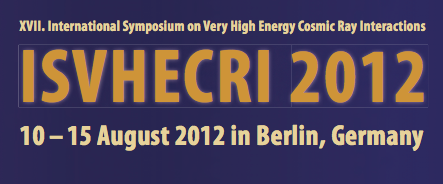 XVII. International Symposium on Very High Energy Cosmic Ray Interactions
ISVHECRI 2012
10 – 15 August 2012 in Berlin, Germany